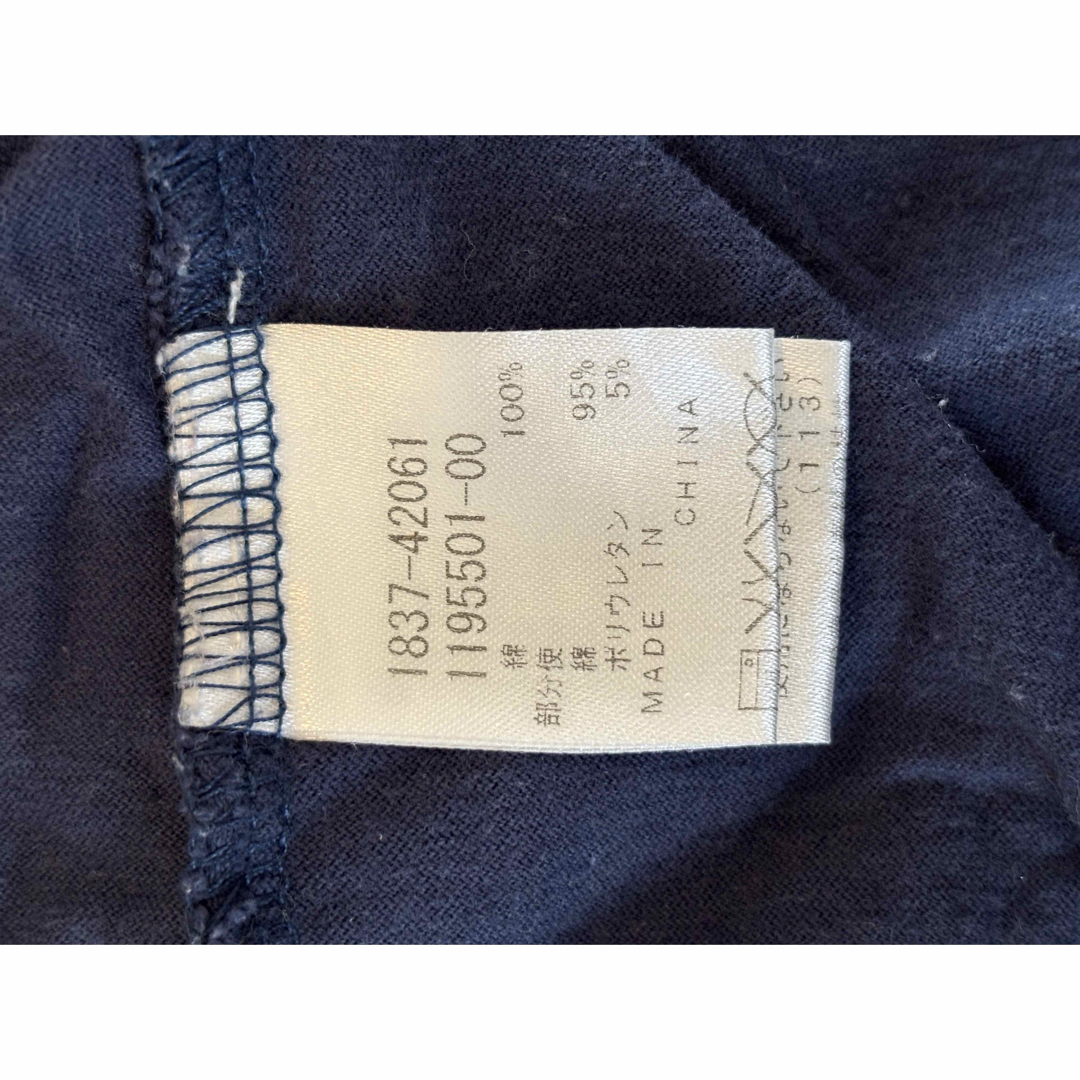 1837-42061
1195501-00
綿 100%
部分使
綿 95%
ポリウレタン 5%
MADE IN
CHINA
(113)